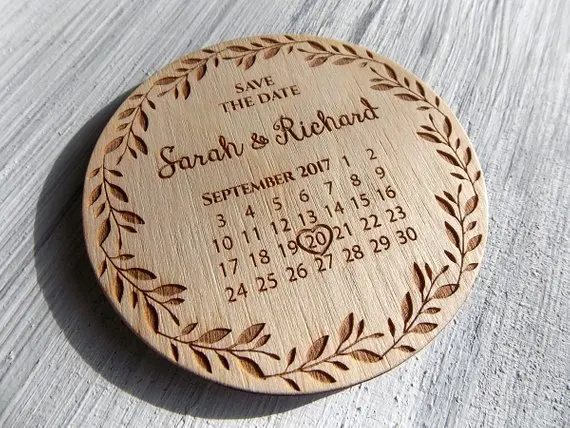 SAVE
THE DATE
Sarah & Richard
SEPTEMBER 2017 1 2
3 4 5 6 7 8 9
10 11 12 13 14 15 16
17 18 19 20 21 22 23
24 25 26 27 28 29 30